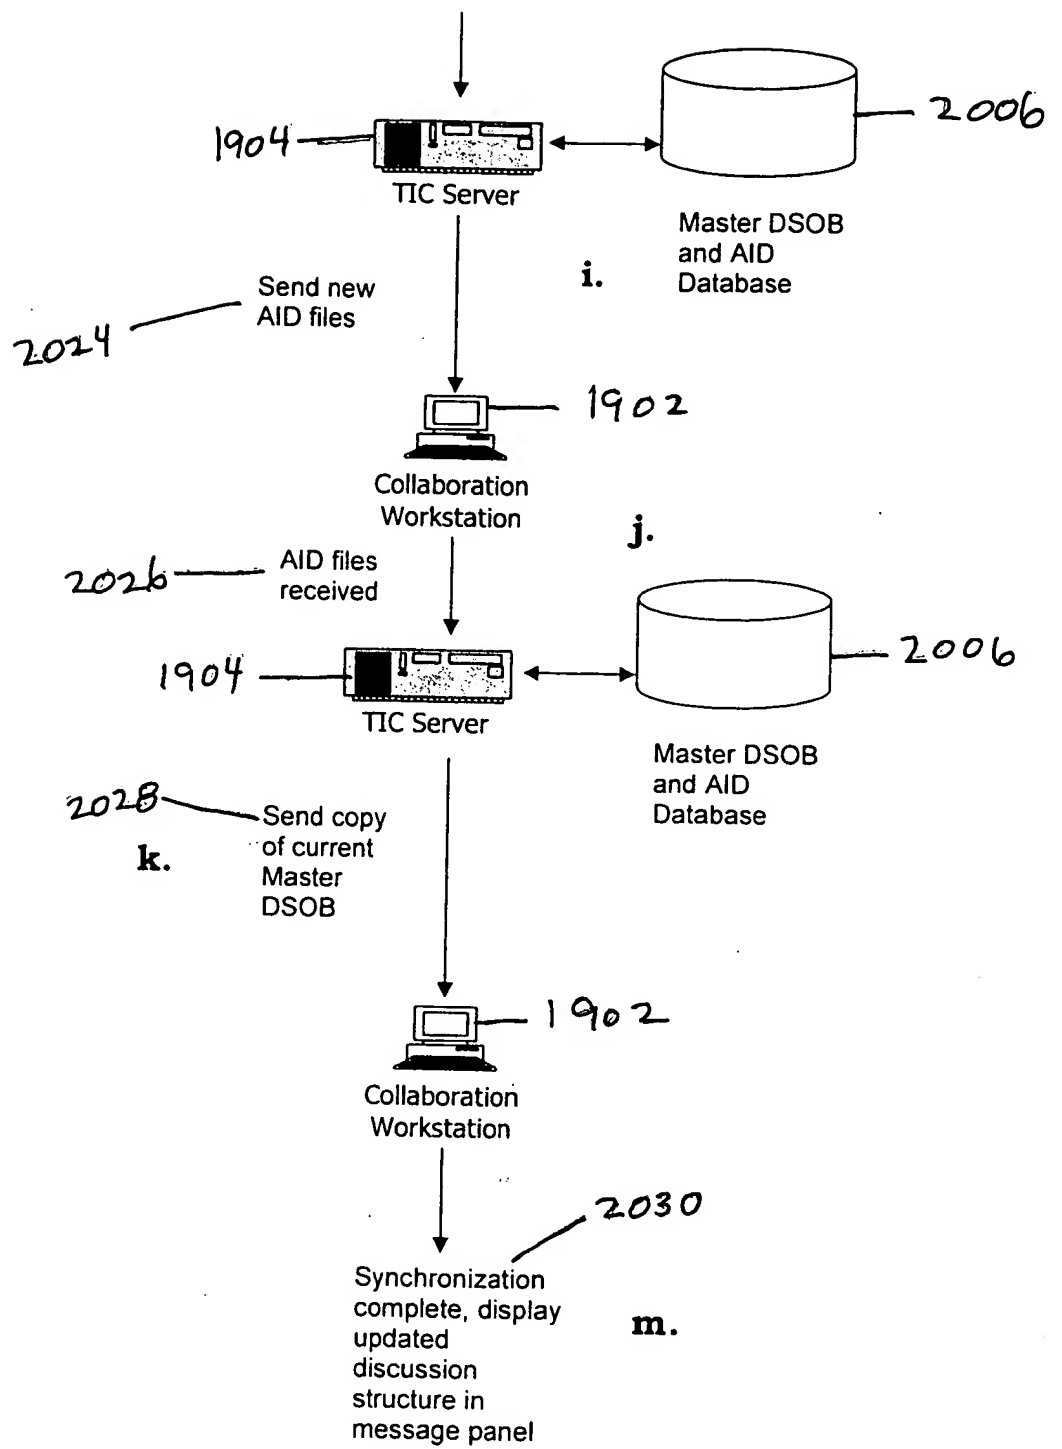 1904
2006
TIC Server
Master DSOB
and AID
Database
i.
Send new
AID files
2024
1902
Collaboration
Workstation
j.
2026
AID files
received
1904
2006
TIC Server
Master DSOB
and AID
Database
2028
Send copy
of current
Master
DSOB
k.
1902
Collaboration
Workstation
2030
Synchronization
complete, display
updated
discussion
structure in
message panel
m.